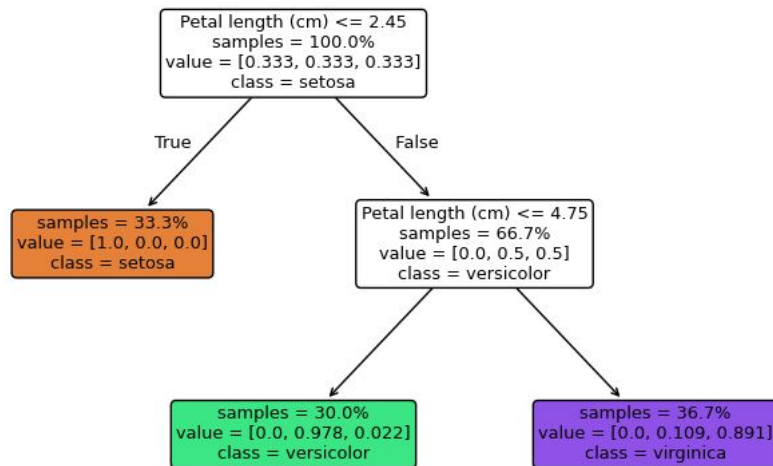 Petal length (cm) <= 2.45
samples = 100.0%
value = [0.333, 0.333, 0.333]
class = setosa
True
False
samples = 33.3%
value = [1.0, 0.0, 0.0]
class = setosa
Petal length (cm) <= 4.75
samples = 66.7%
value = [0.0, 0.5, 0.5]
class = versicolor
samples = 30.0%
value = [0.0, 0.978, 0.022]
class = versicolor
samples = 36.7%
value = [0.0, 0.109, 0.891]
class = virginica